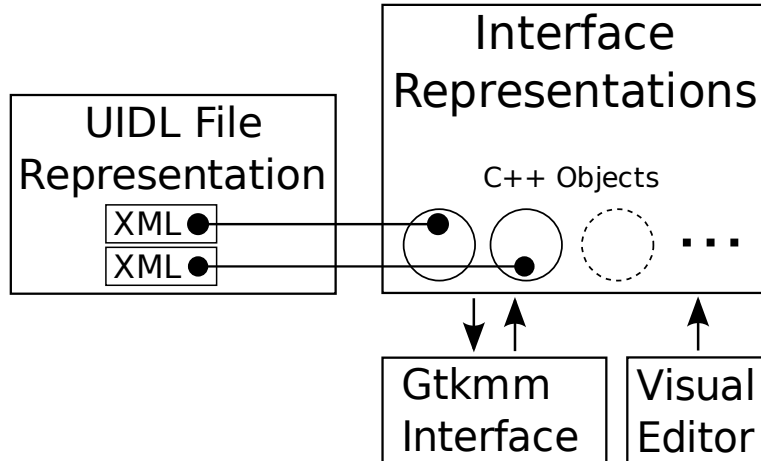 UIDL File
Representation
XML
XML
Interface
Representations
C++ Objects
...
Gtkmm
Interface
Visual
Editor